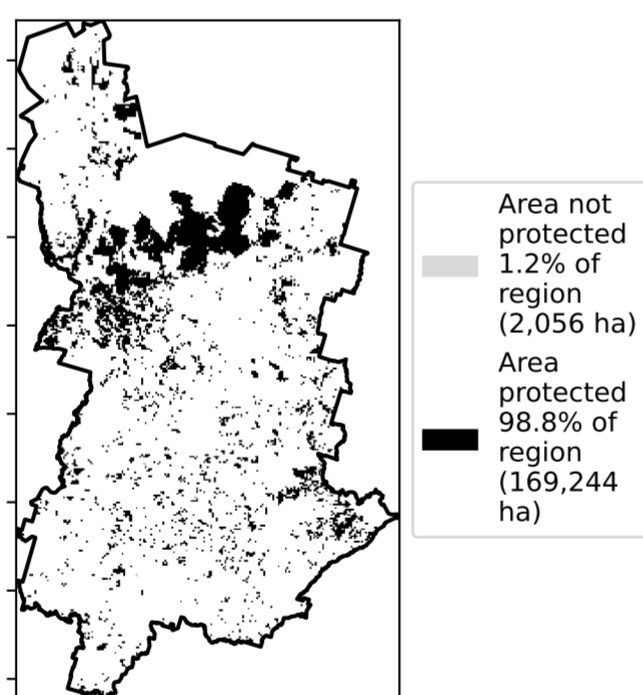 Area not
protected
1.2% of
region
(2,056 ha)
Area
protected
98.8% of
region
(169,244
ha)